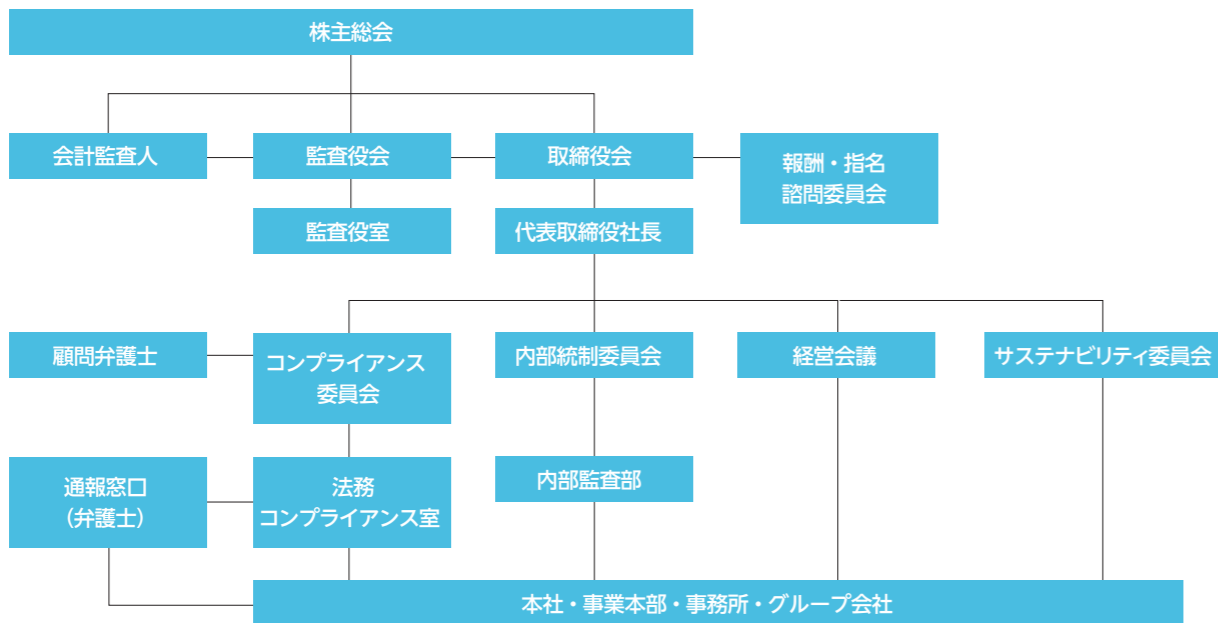 株主総会
会計監査人
監査役会
取締役会
報酬・指名
諮問委員会
監査役室
代表取締役社長
顧問弁護士
コンプライアンス
委員会
内部統制委員会
経営会議
サステナビリティ委員会
通報窓口
（弁護士）
法務
コンプライアンス室
内部監査部
本社・事業本部・事務所・グループ会社